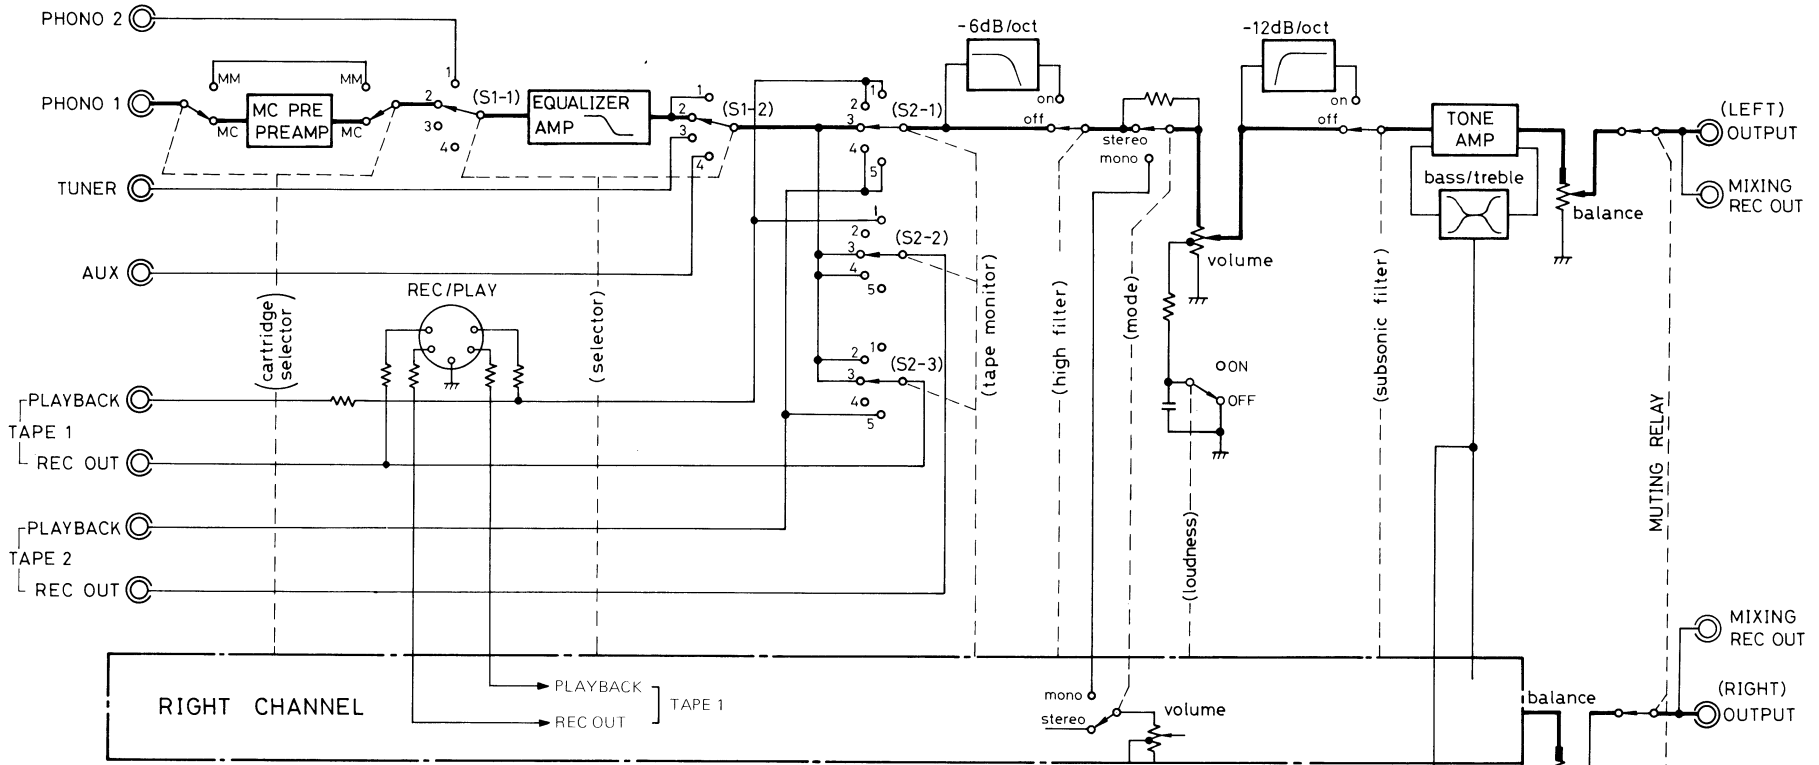 PHONO 2
-6dB/oct
-12dB/oct
MM
MM
1
1
1
on
on
PHONO 1
MC PRE
PREAMP
MC
MC
2
(S1-1)
EQUALIZER
AMP
2
(S1-2)
2
3
(S2-1)
off
stereo
mono
off
TONE
AMP
(LEFT)
OUTPUT
3
4
3
4
4
5
bass/treble
TUNER
MIXING
REC OUT
balance
1
2
3
(S2-2)
4
5
volume
AUX
REC/PLAY
(cartridge
selector)
(selector)
(tape monitor)
(high filter)
(mode)
(subsonic filter)
1
2
3
(S2-3)
4
5
ON
OFF
PLAYBACK
TAPE 1
REC OUT
MUTING RELAY
PLAYBACK
TAPE 2
REC OUT
(loudness)
MIXING
REC OUT
RIGHT CHANNEL
PLAYBACK
TAPE 1
REC OUT
mono
stereo
volume
balance
(RIGHT)
OUTPUT